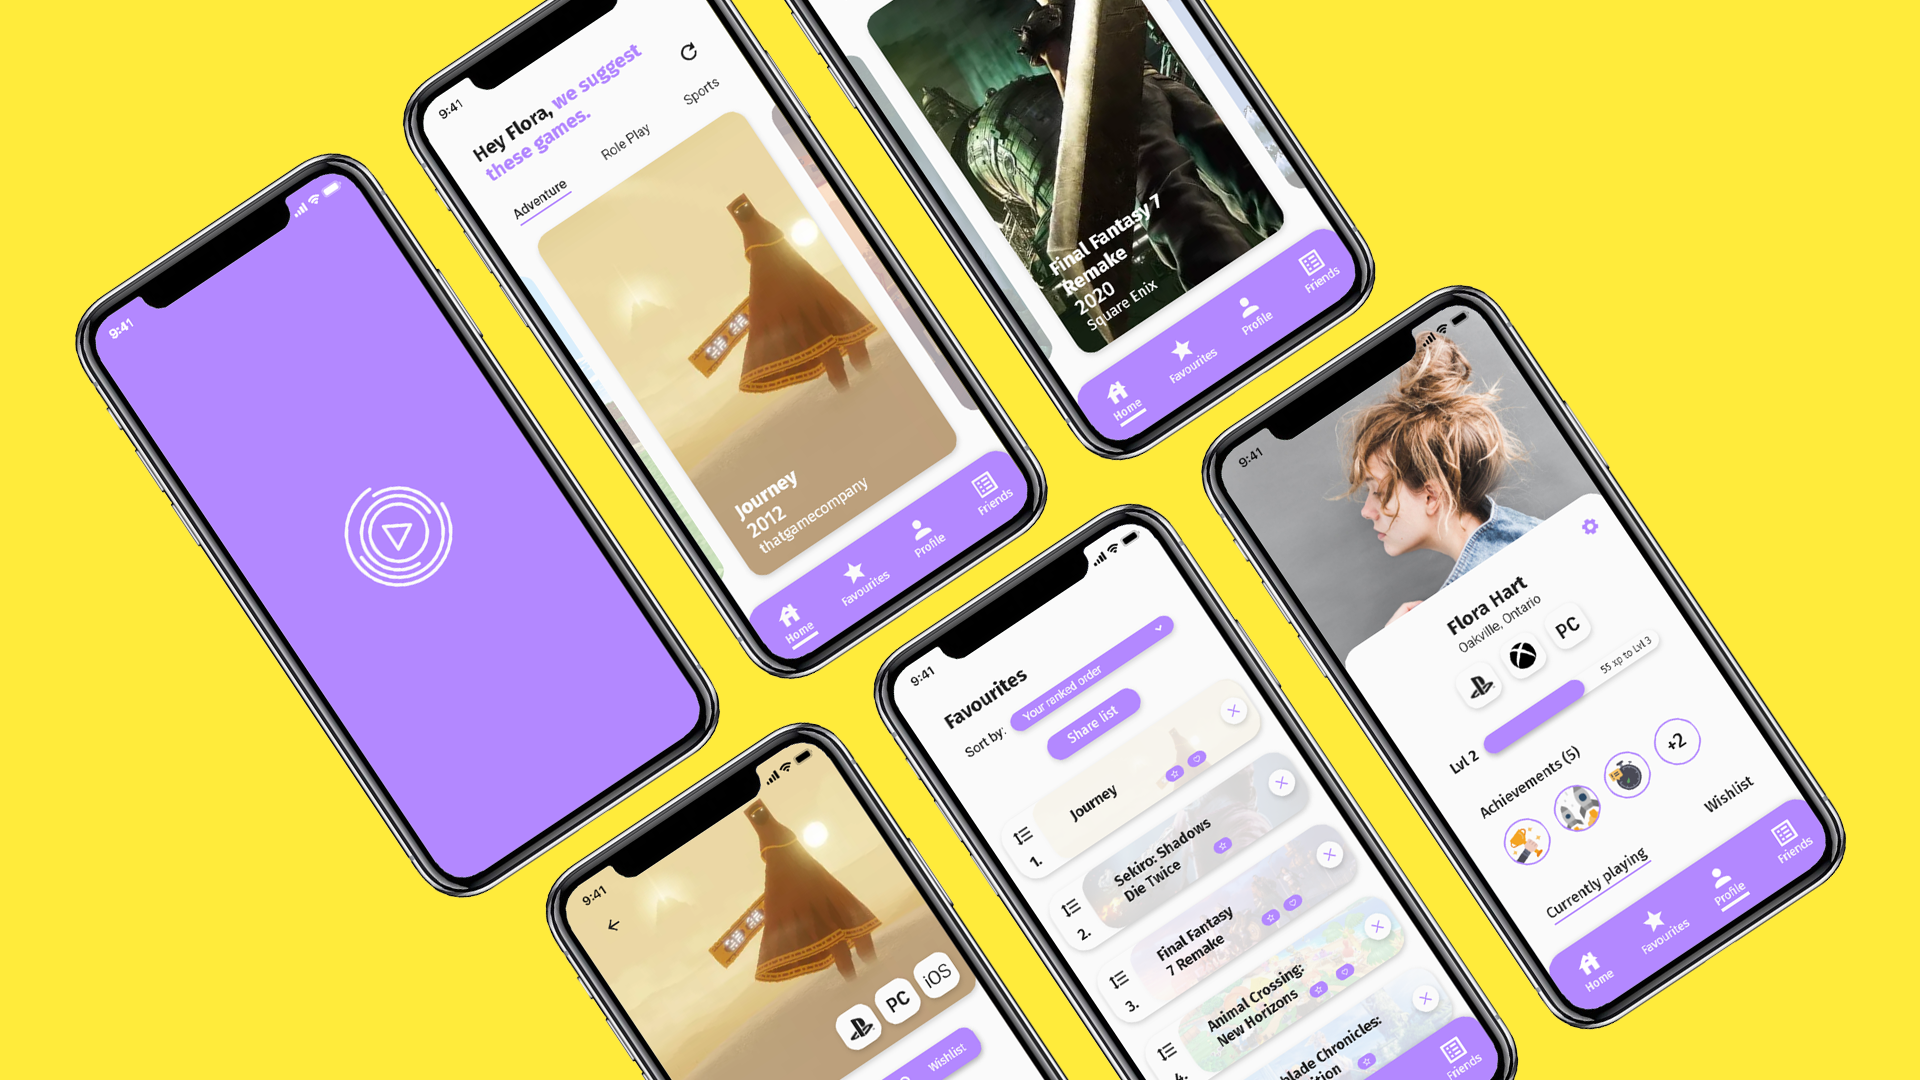 9:41
9:41
Hey Flora, we suggest
these games.
Adventure
Role Play
Sports
Journey
2012
thatgamecompany
Home
Favourites
Profile
Friends
Final Fantasy 7
Remake
2020
Square Enix
Home
Favourites
Profile
Friends
9:41
PC
iOS
Wishlist
9:41
Favourites
Sort by:
Your ranked order
Share list
1.
Journey
2.
Sekiro: Shadows
Die Twice
3.
Final Fantasy
7 Remake
4.
Animal Crossing:
New Horizons
Chronicles:
Friends
9:41
Flora Hart
Oakville, Ontario
PC
Lvl 2
55 xp to Lvl 3
Achievements (5)
+2
Currently playing
Wishlist
Home
Favourites
Profile
Friends